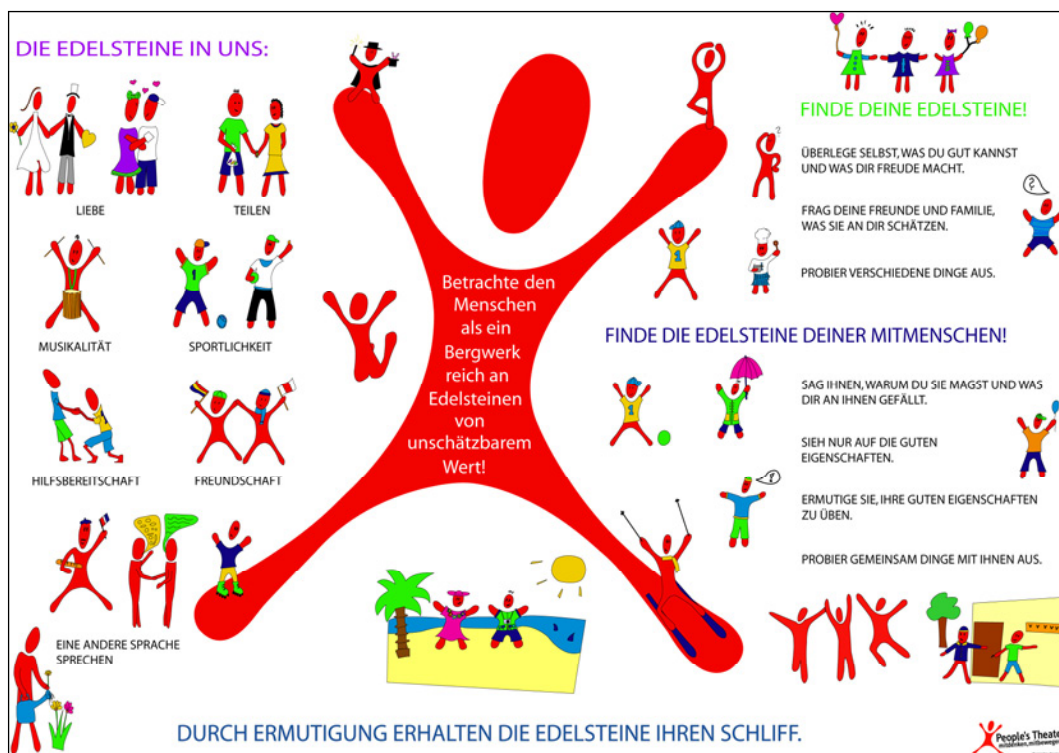 DIE EDELSTEINE IN UNS:
LIEBE
TEILEN
MUSIKALITÄT
SPORTLICHKEIT
HILFSBEREITSCHAFT
FREUNDSCHAFT
EINE ANDERE SPRACHE
SPRECHEN
Betrachte den
Menschen
als ein
Bergwerk
reich an
Edelsteinen
von
unschätzbarem
Wert!
FINDE DEINE EDELSTEINE!
ÜBERLEGE SELBST, WAS DU GUT KANNST
UND WAS DIR FREUDE MACHT.
FRAG DEINE FREUNDE UND FAMILIE,
WAS SIE AN DIR SCHÄTZEN.
PROBIER VERSCHIEDENE DINGE AUS.
FINDE DIE EDELSTEINE DEINER MITMENSCHEN!
SAG IHNEN, WARUM DU SIE MAGST UND WAS
DIR AN IHNEN GEFÄLLT.
SIEH NUR AUF DIE GUTEN
EIGENSCHAFTEN.
ERMUTIGE SIE, IHRE GUTEN EIGENSCHAFTEN
ZU ÜBEN.
PROBIER GEMEINSAM DINGE MIT IHNEN AUS.
DURCH ERMUTIGUNG ERHALTEN DIE EDELSTEINE IHREN SCHLIFF.
People's Theate